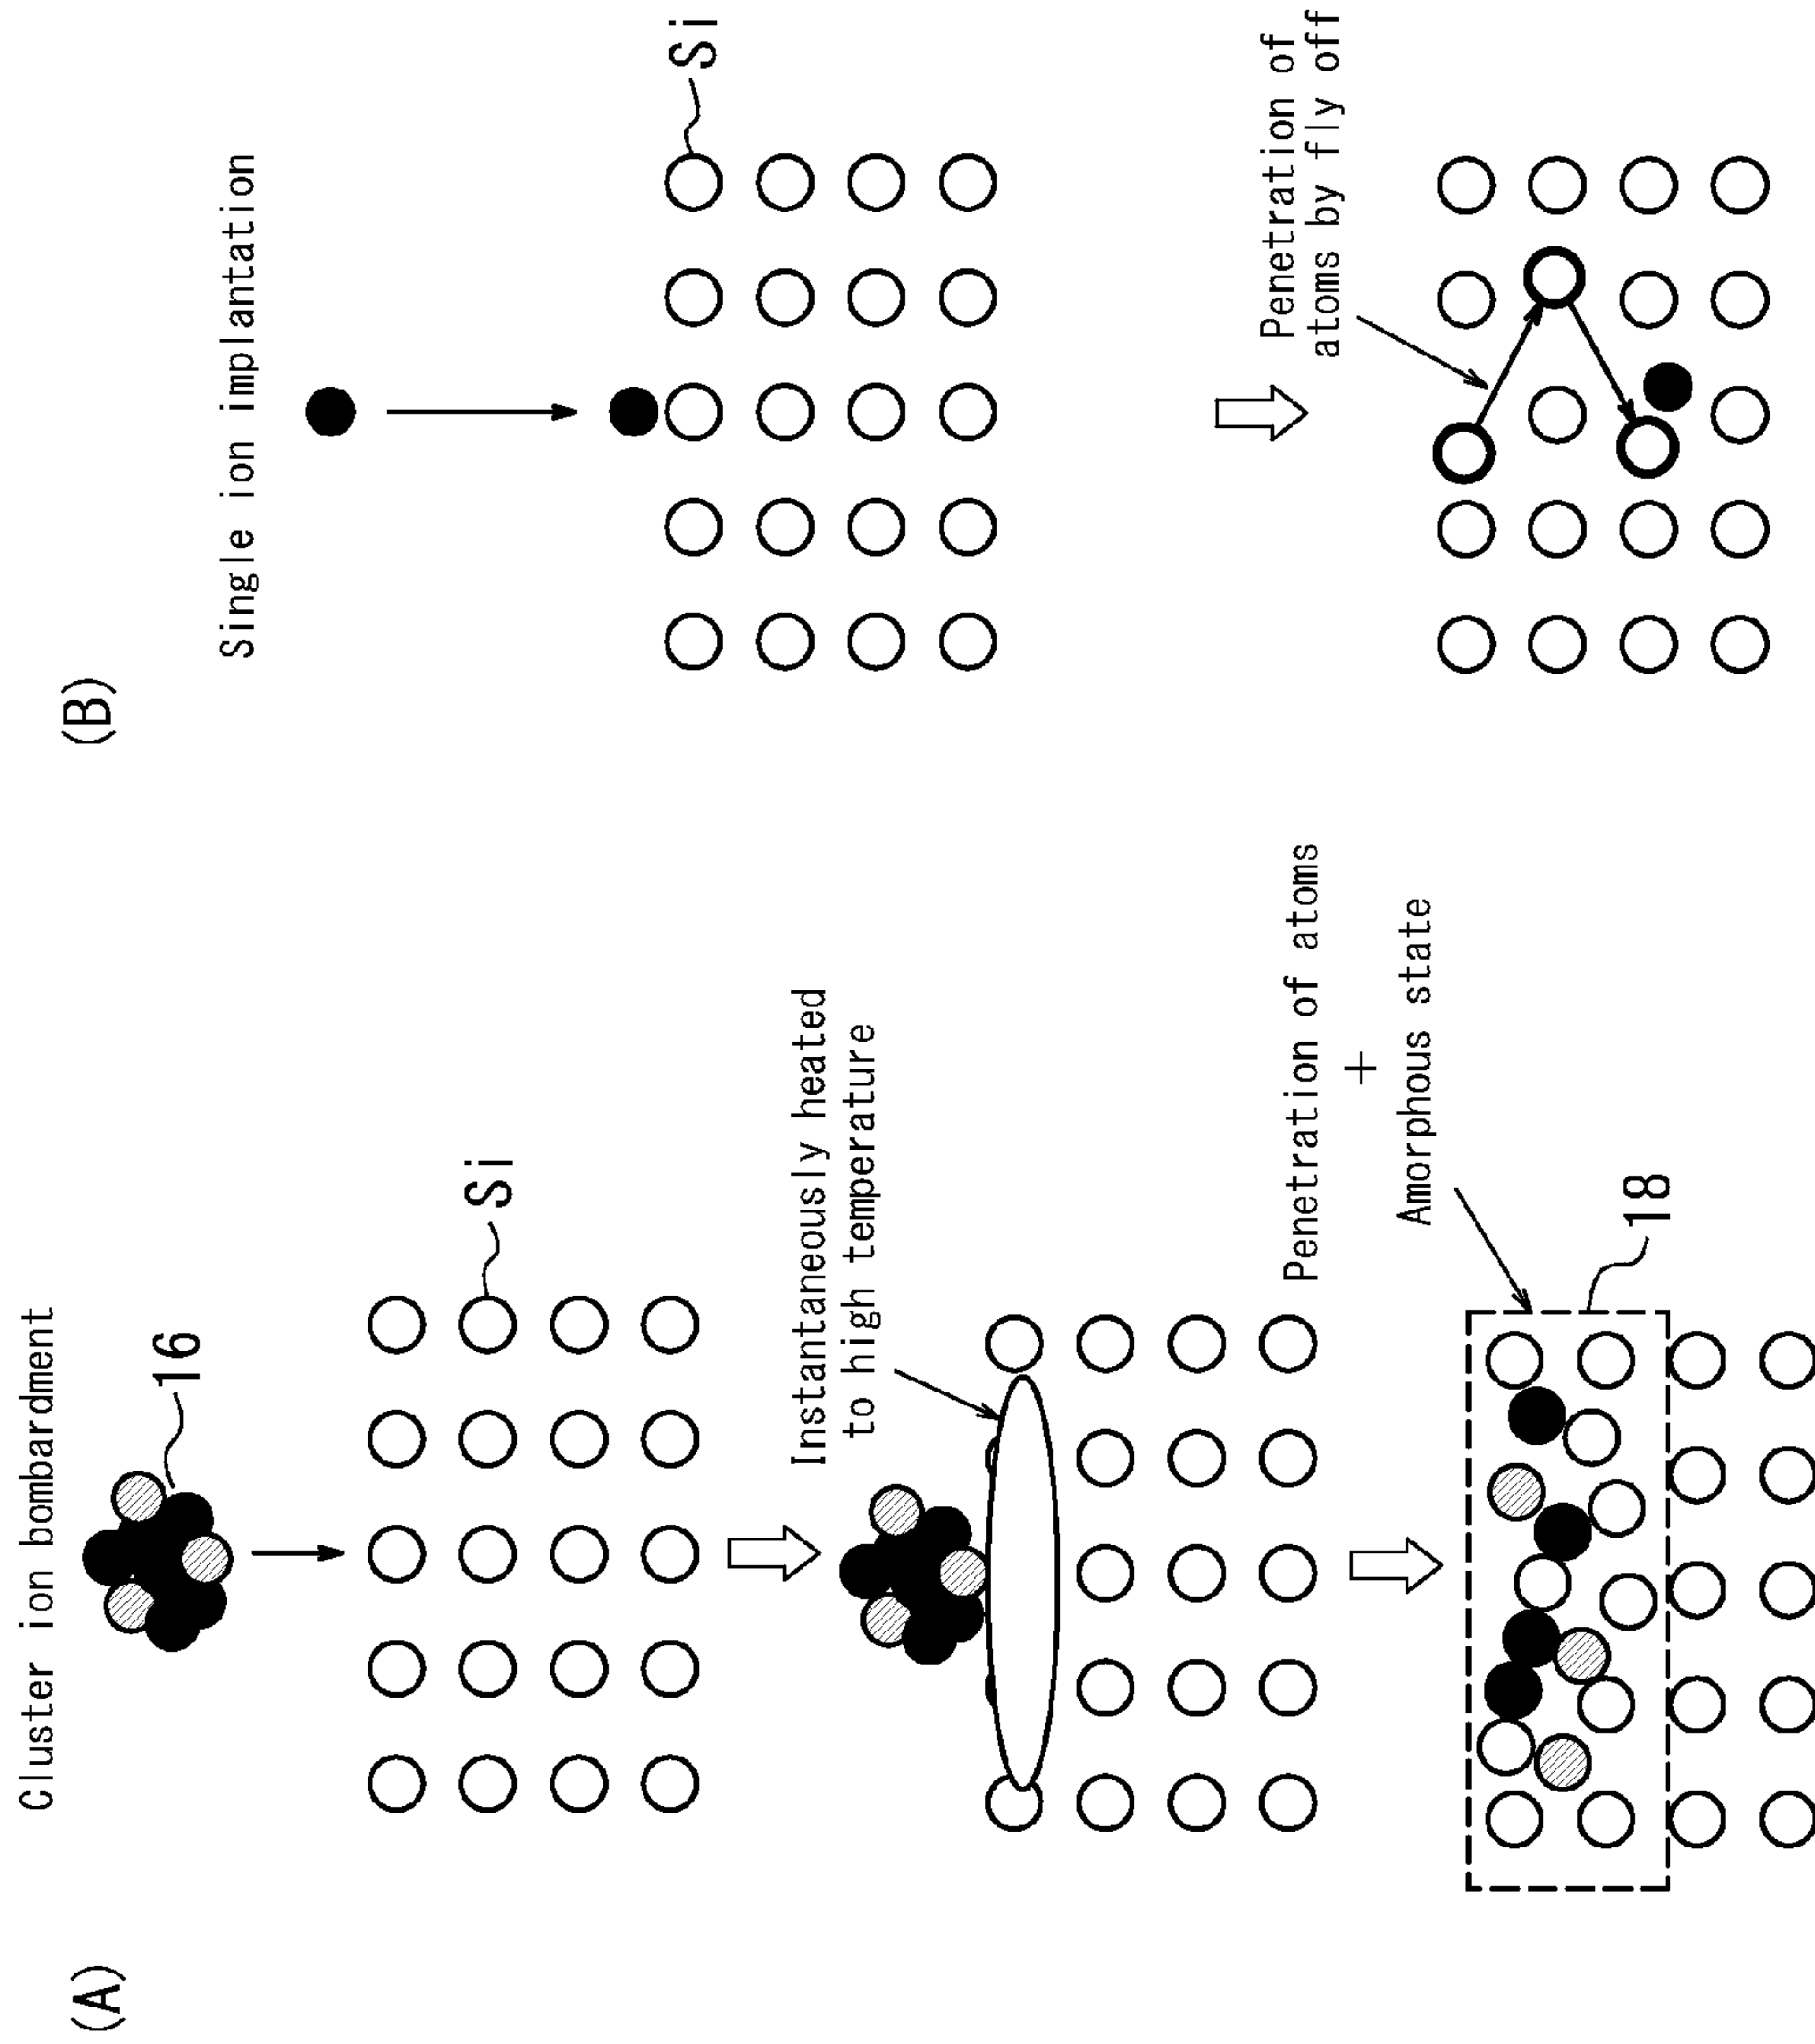 (A)
Cluster ion bombardment
16
Si
Instantaneously heated
to high temperature
Penetration of atoms
+
Amorphous state
18
(B)
Single ion implantation
Si
Penetration of
atoms by fly off